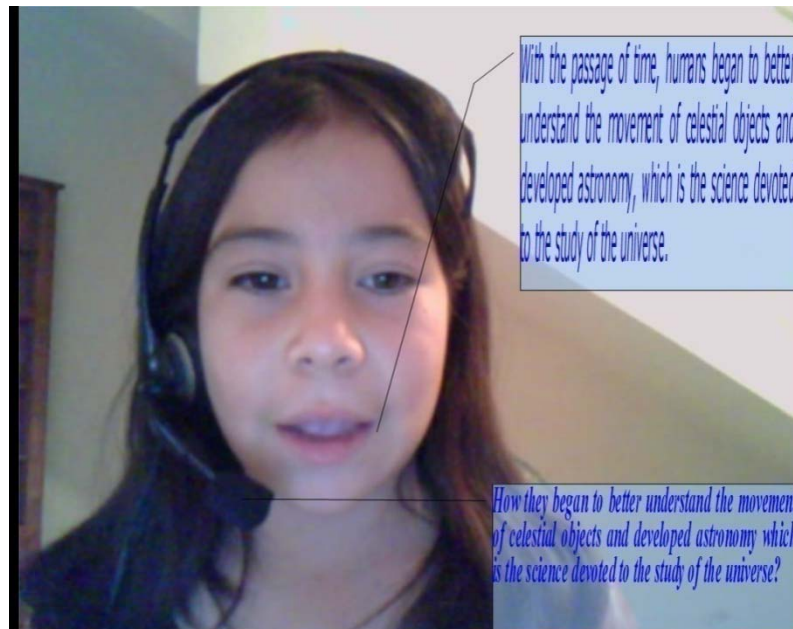 With the passage of time, humans began to better
understand the movement of celestial objects and
developed astronomy, which is the science devoted
to the study of the universe.
How they began to better understand the movemen
of celestial objects and developed astronomy which
is the science devoted to the study of the universe?